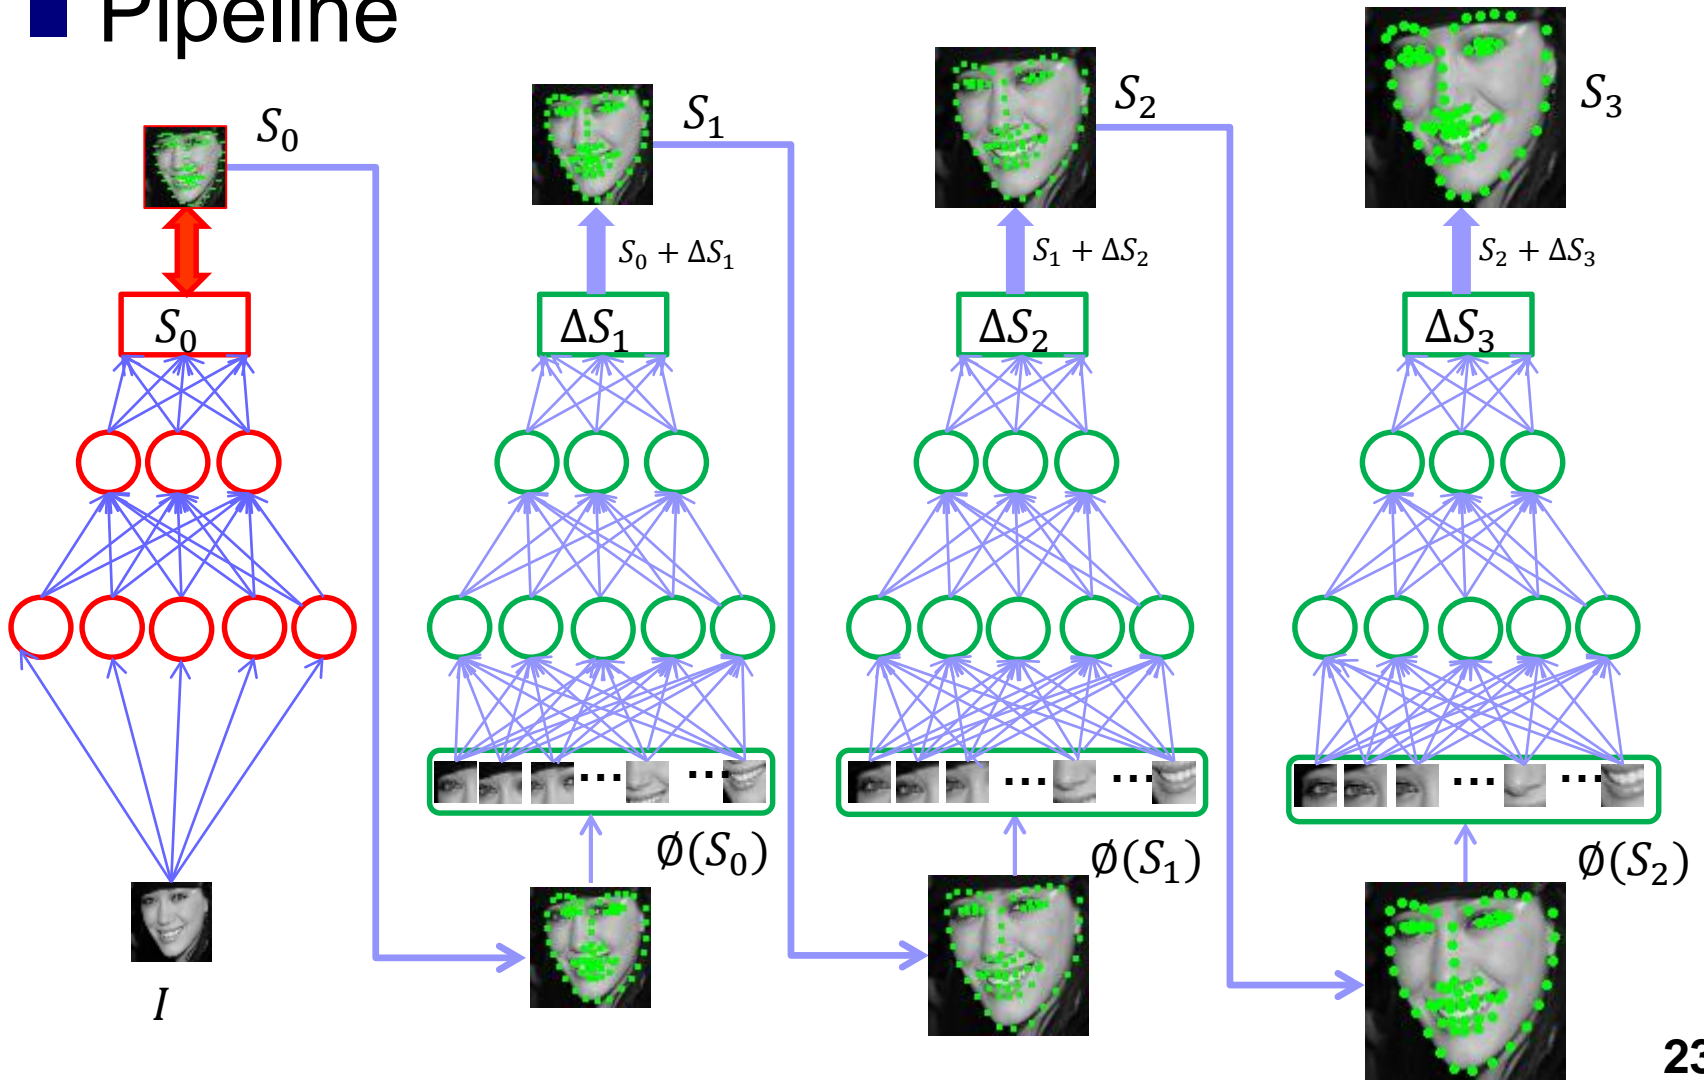 Pipeline
S₀
S₁
S₂
S₃
S₀ + ΔS₁
S₁ + ΔS₂
S₂ + ΔS₃
S₀
ΔS₁
ΔS₂
ΔS₃
... ...
... ...
... ...
∅(S₀)
∅(S₁)
∅(S₂)
I
23